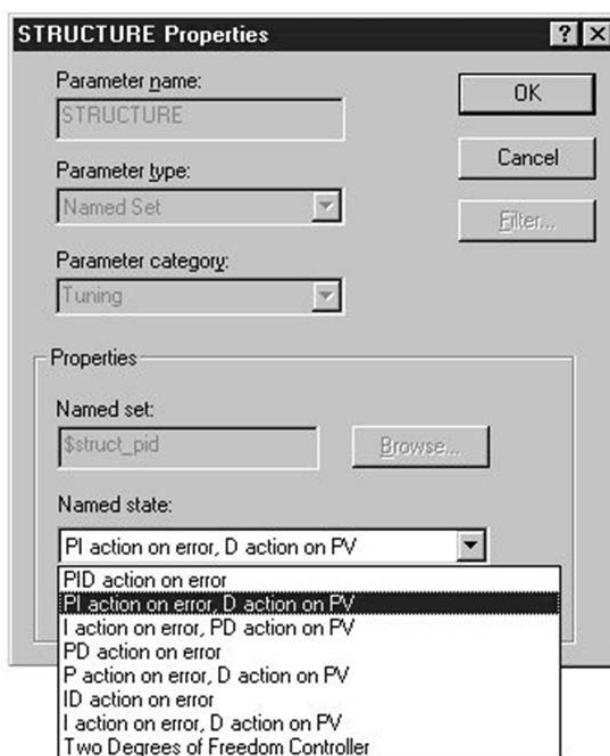 STRUCTURE Properties
Parameter name:
STRUCTURE
OK
Parameter type:
Cancel
Named Set
Filter...
Parameter category:
Tuning
Properties
Named set:
$struct_pid
Browse...
Named state:
PI action on error, D action on PV
PID action on error
PI action on error, D action on PV
I action on error, PD action on PV
PD action on error
P action on error, D action on PV
ID action on error
I action on error, D action on PV
Two Degrees of Freedom Controller